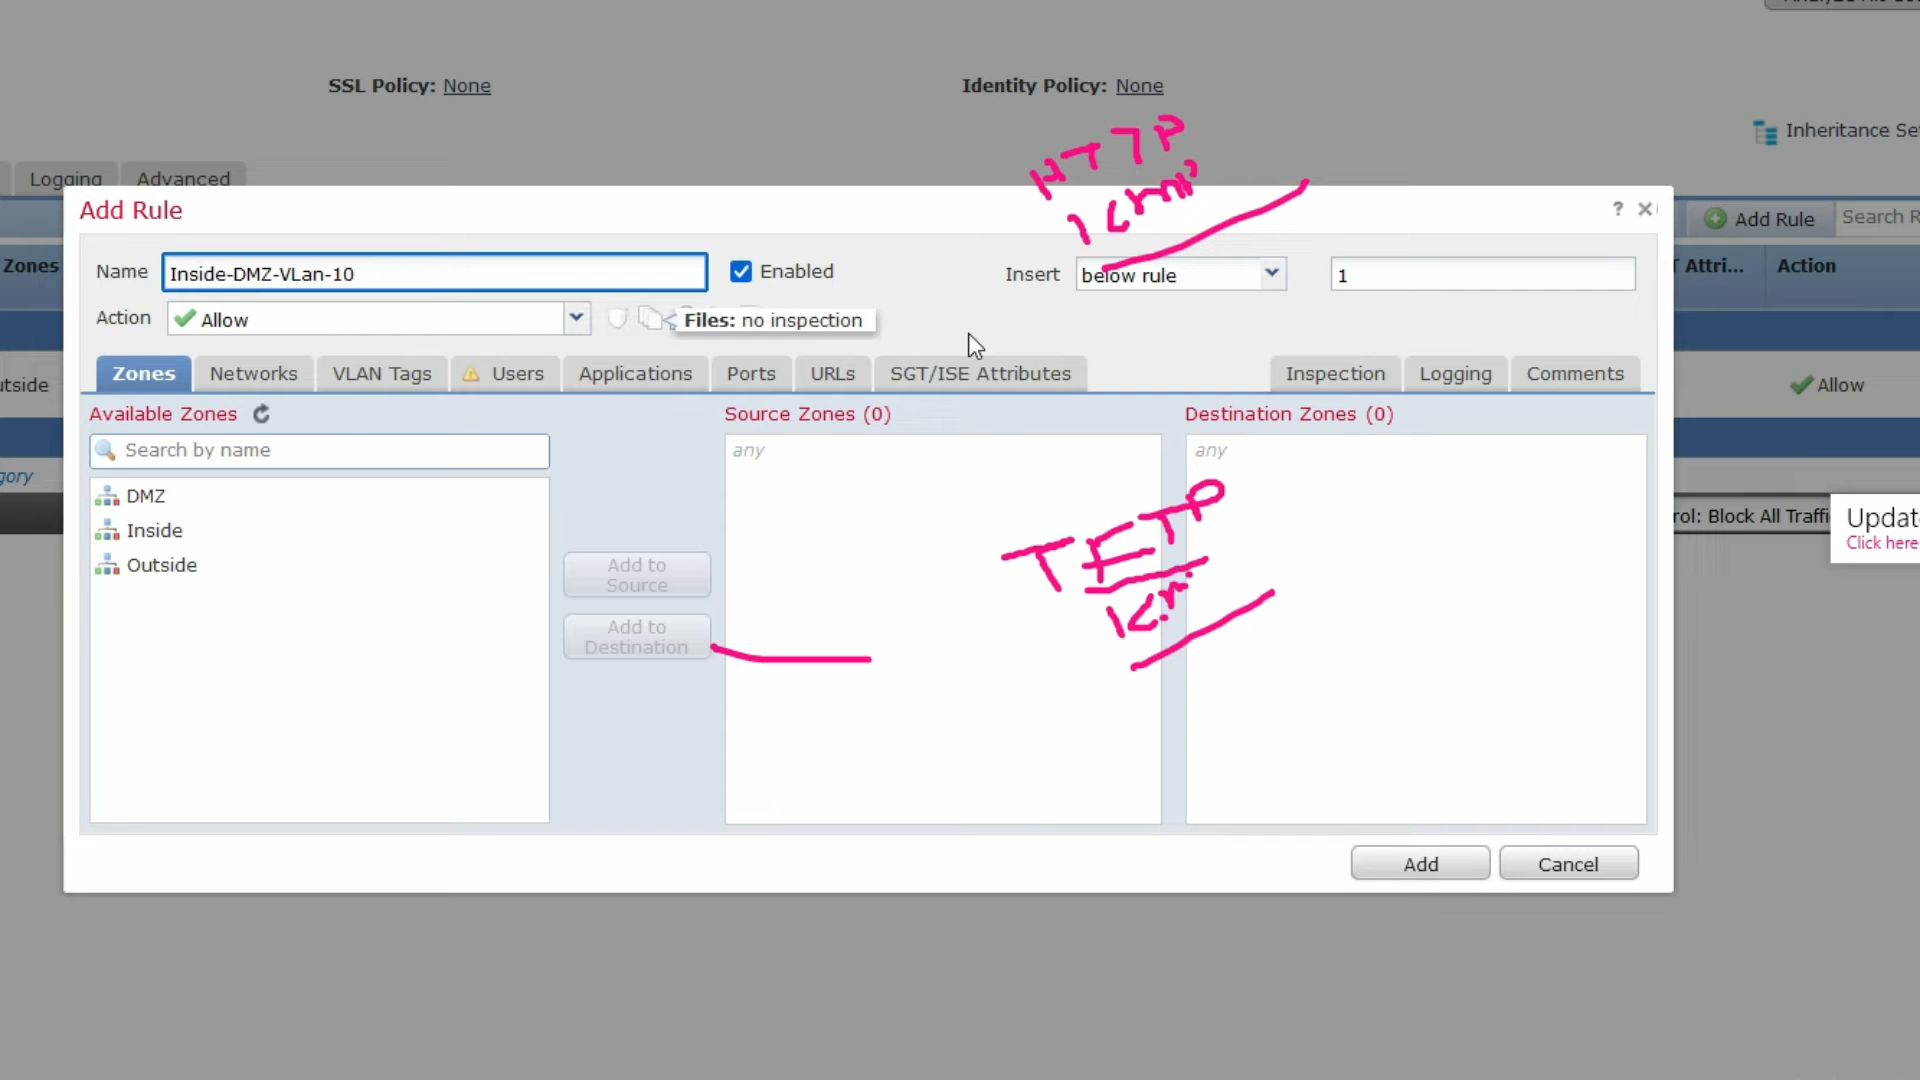 SSL Policy: None
Identity Policy: None
Inheritance Se
Logging
Advanced
HTTP
Icmp
Add Rule
?
Add Rule
Search R
Zones
Name
Inside-DMZ-VLan-10
Enabled
Insert
below rule
1
Attri...
Action
Action
Allow
Files: no inspection
Zones
Networks
VLAN Tags
Users
Applications
Ports
URLs
SGT/ISE Attributes
Inspection
Logging
Comments
utside
Allow
Available Zones
Source Zones (0)
Destination Zones (0)
Search by name
any
any
gory
DMZ
Inside
Outside
Add to
Source
Add to
Destination
rol: Block All Traffi
Updat
Click here
Add
Cancel